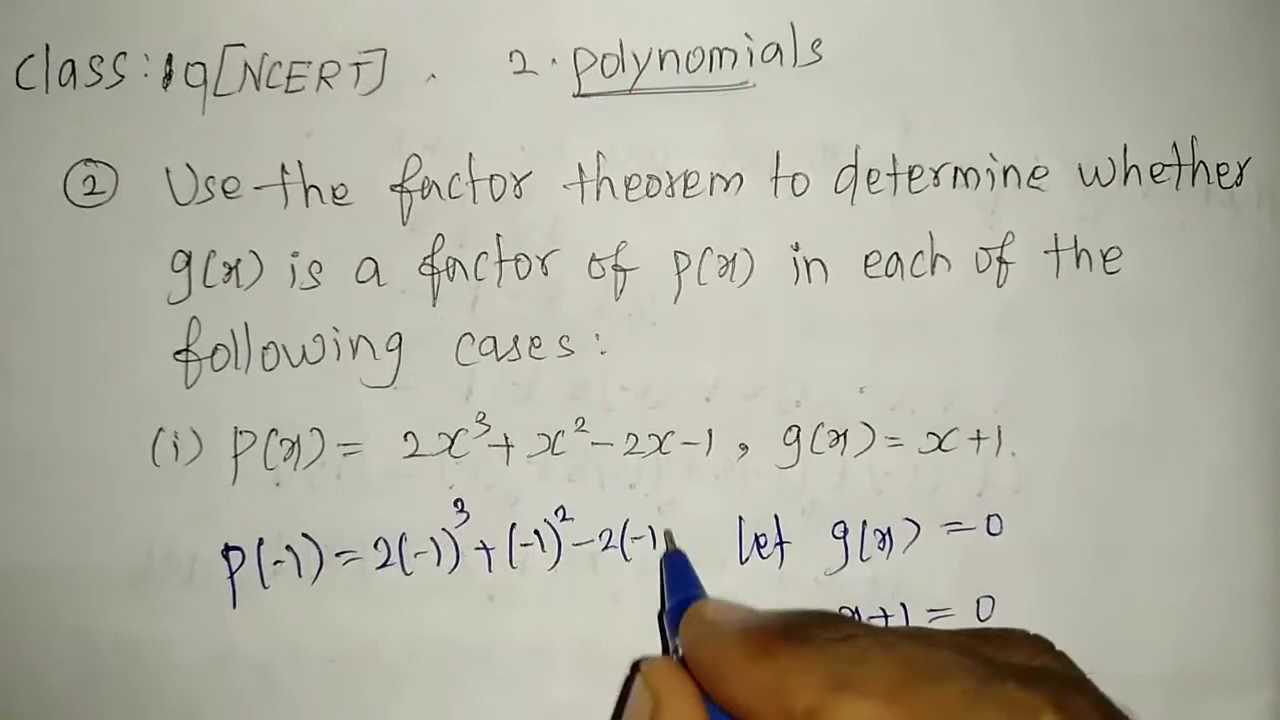 Class: 9 [NCERT] . 2. polynomials
② Use the factor theorem to determine whether
g(x) is a factor of p(x) in each of the
following cases:
(i) p(x) = 2x³ + x² - 2x - 1, g(x) = x + 1.
p(-1) = 2(-1)³ + (-1)² - 2(-1 let g(x) = 0
x + 1 = 0